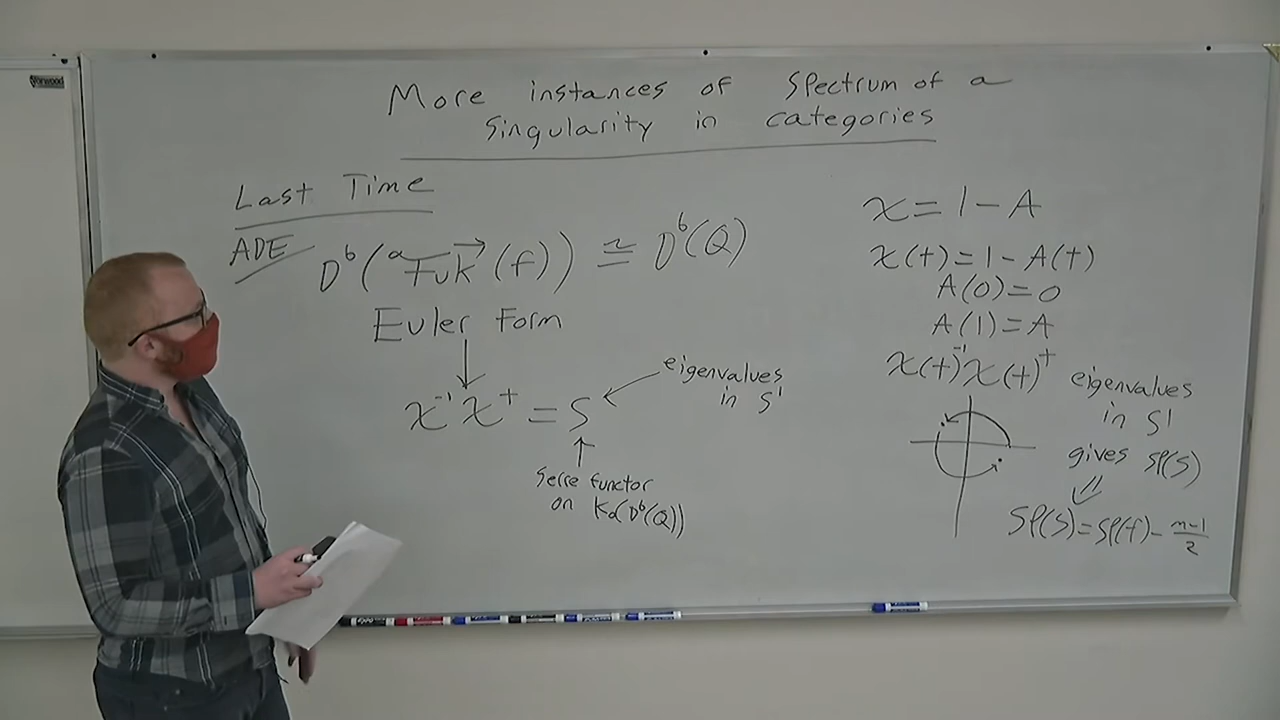 More instances of spectrum of a
singularity in categories
Last Time
ADE D^b(Fuk→(f)) ≅ D^b(Q)
Euler Form
χ^{-1} χ^+ = S
eigenvalues
in S^1
Serre functor
on K_0(D^b(Q))
χ = 1 - A
χ(t) = 1 - A(t)
A(0) = 0
A(1) = A
χ(t)^{-1} χ(t)^+ eigenvalues
in S^1
gives SP(S)
SP(S) = SP(f) - \frac{n-1}{2}